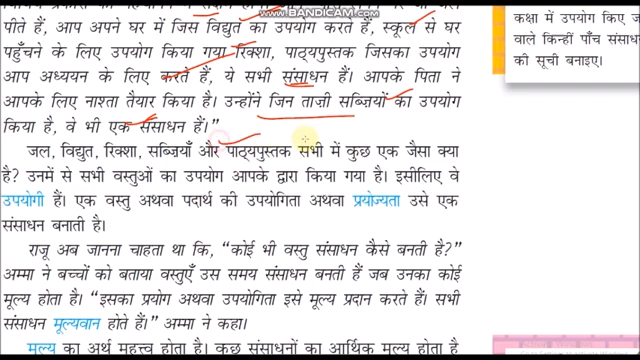 www.BANDICAM.com
पीते हैं, आप अपने घर में जिस विद्युत का उपयोग करते हैं, स्कूल से घर
पहुँचने के लिए उपयोग किया गया रिक्शा, पाठ्यपुस्तक जिसका उपयोग
आप अध्ययन के लिए करते हैं, ये सभी संसाधन हैं। आपके पिता ने
आपके लिए नाश्ता तैयार किया है। उन्होंने जिन ताज़ी सब्ज़ियों का उपयोग
किया है, वे भी एक संसाधन हैं।”
जल, विद्युत, रिक्शा, सब्ज़ियाँ और पाठ्यपुस्तक सभी में कुछ एक जैसा क्या
है? उनमें से सभी वस्तुओं का उपयोग आपके द्वारा किया गया है। इसीलिए वे
उपयोगी हैं। एक वस्तु अथवा पदार्थ की उपयोगिता अथवा प्रयोज्यता उसे एक
संसाधन बनाती है।
राजू अब जानना चाहता था कि, “कोई भी वस्तु संसाधन कैसे बनती है?”
अम्मा ने बच्चों को बताया वस्तुएँ उस समय संसाधन बनती हैं जब उनका कोई
मूल्य होता है। “इसका प्रयोग अथवा उपयोगिता इसे मूल्य प्रदान करते हैं। सभी
संसाधन मूल्यवान होते हैं।” अम्मा ने कहा।
मूल्य का अर्थ महत्त्व होता है। कुछ संसाधनों का आर्थिक मूल्य होता है
कक्षा में उपयोग किए ज
वाले किन्हीं पाँच संसाधनों
की सूची बनाइए।